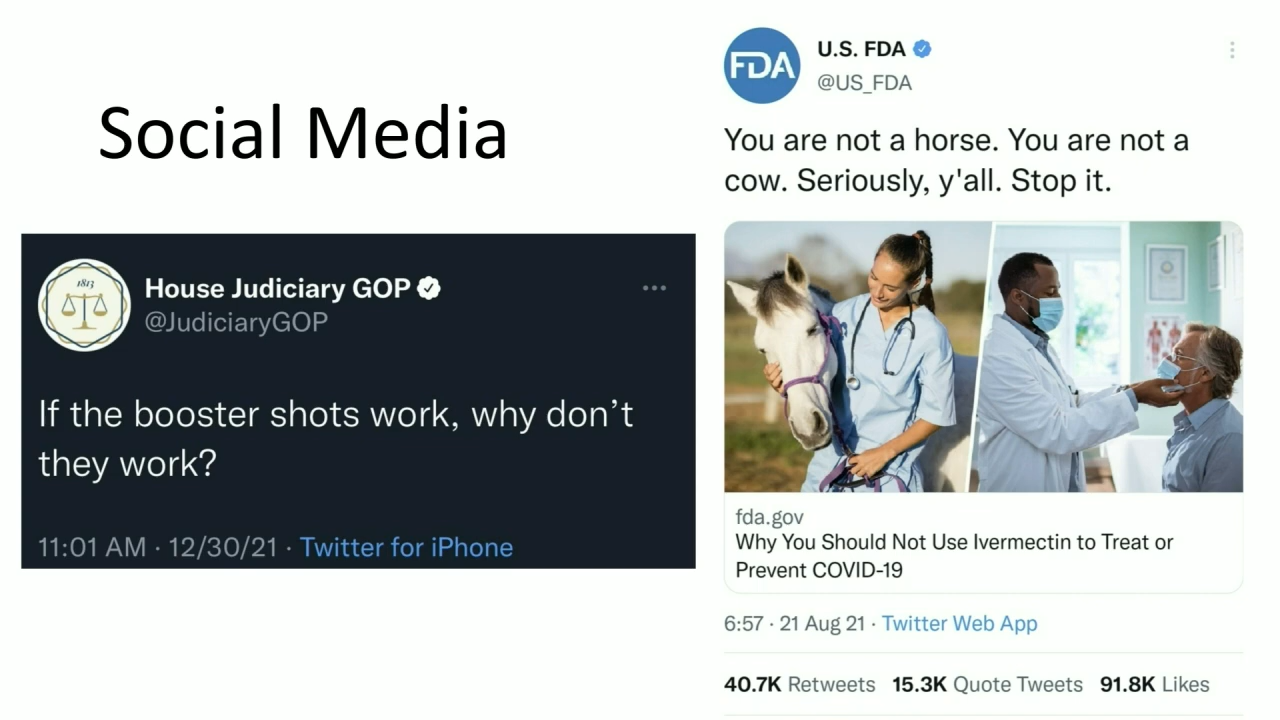 Social Media
1813
House Judiciary GOP
@JudiciaryGOP
If the booster shots work, why don’t
they work?
11:01 AM · 12/30/21 · Twitter for iPhone
FDA
U.S. FDA
@US_FDA
You are not a horse. You are not a
cow. Seriously, y'all. Stop it.
fda.gov
Why You Should Not Use Ivermectin to Treat or
Prevent COVID-19
6:57 · 21 Aug 21 · Twitter Web App
40.7K Retweets 15.3K Quote Tweets 91.8K Likes